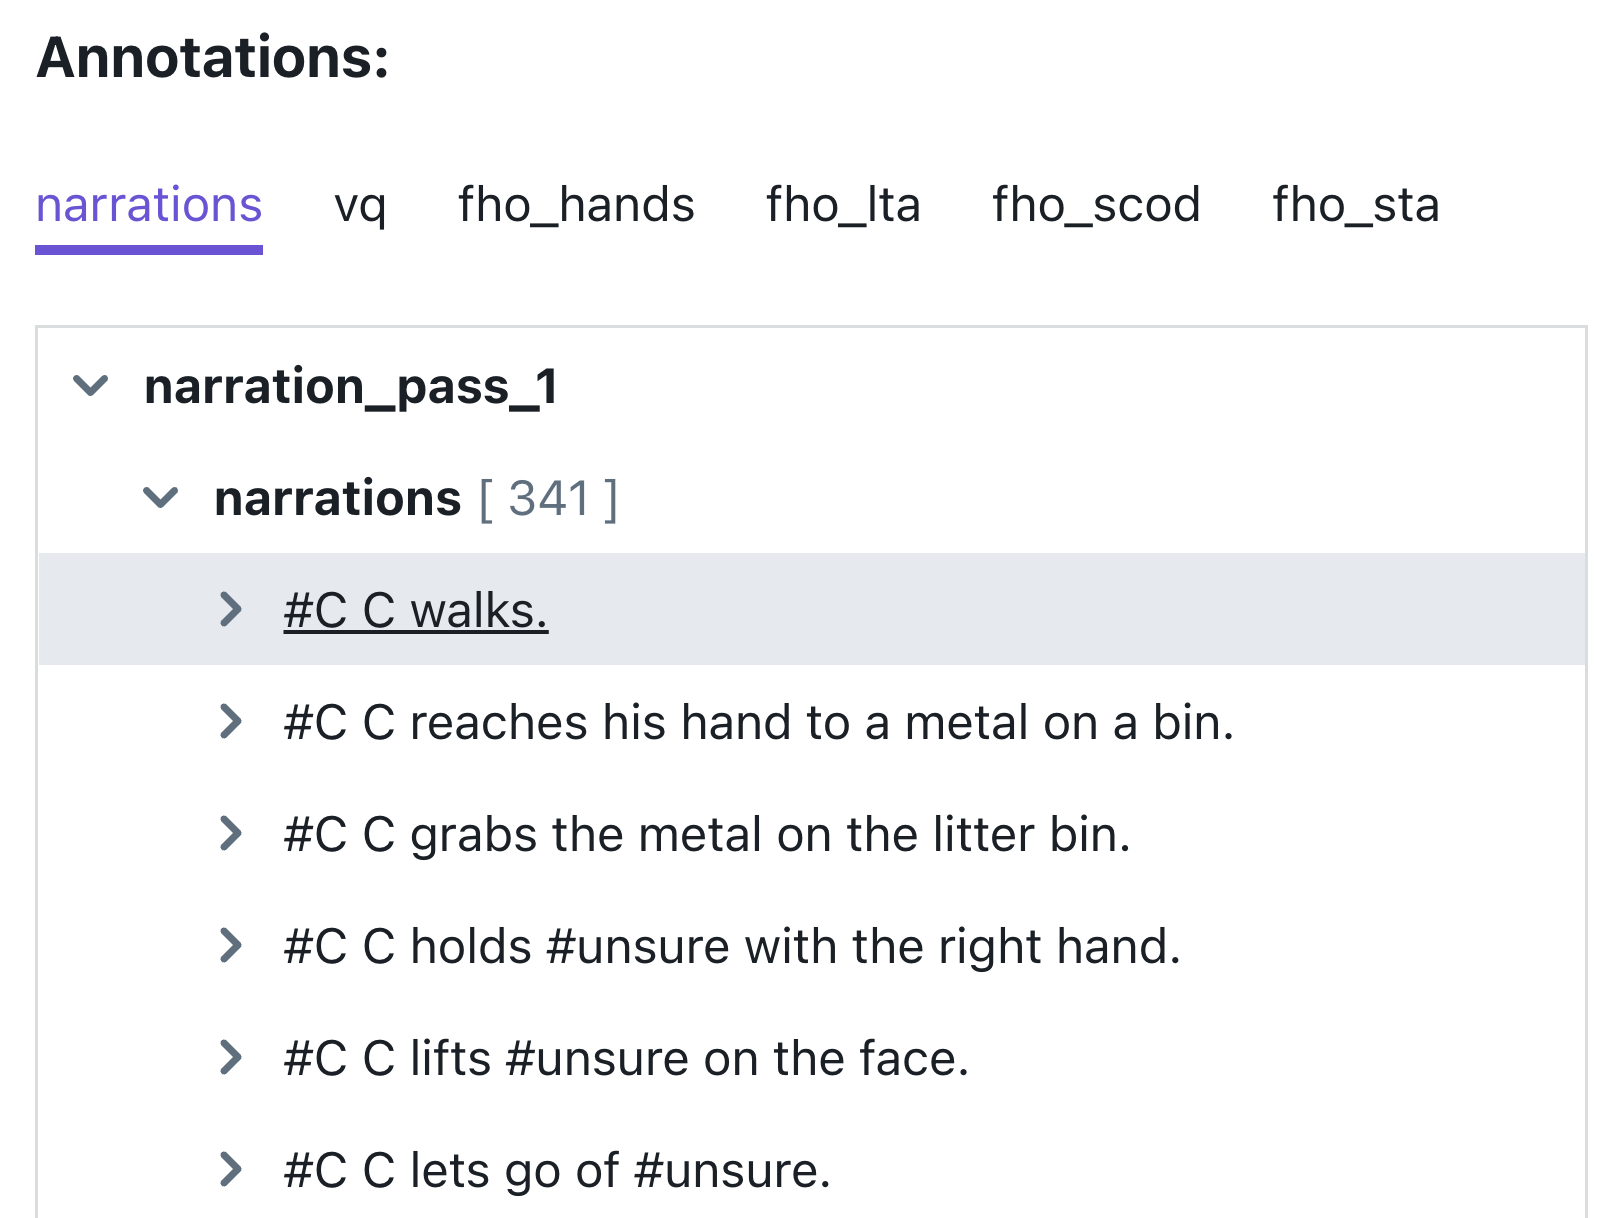 Annotations:
narrations vq fho_hands fho_lta fho_scod fho_sta
narration_pass_1
narrations [ 341 ]
#C C walks.
#C C reaches his hand to a metal on a bin.
#C C grabs the metal on the litter bin.
#C C holds #unsure with the right hand.
#C C lifts #unsure on the face.
#C C lets go of #unsure.